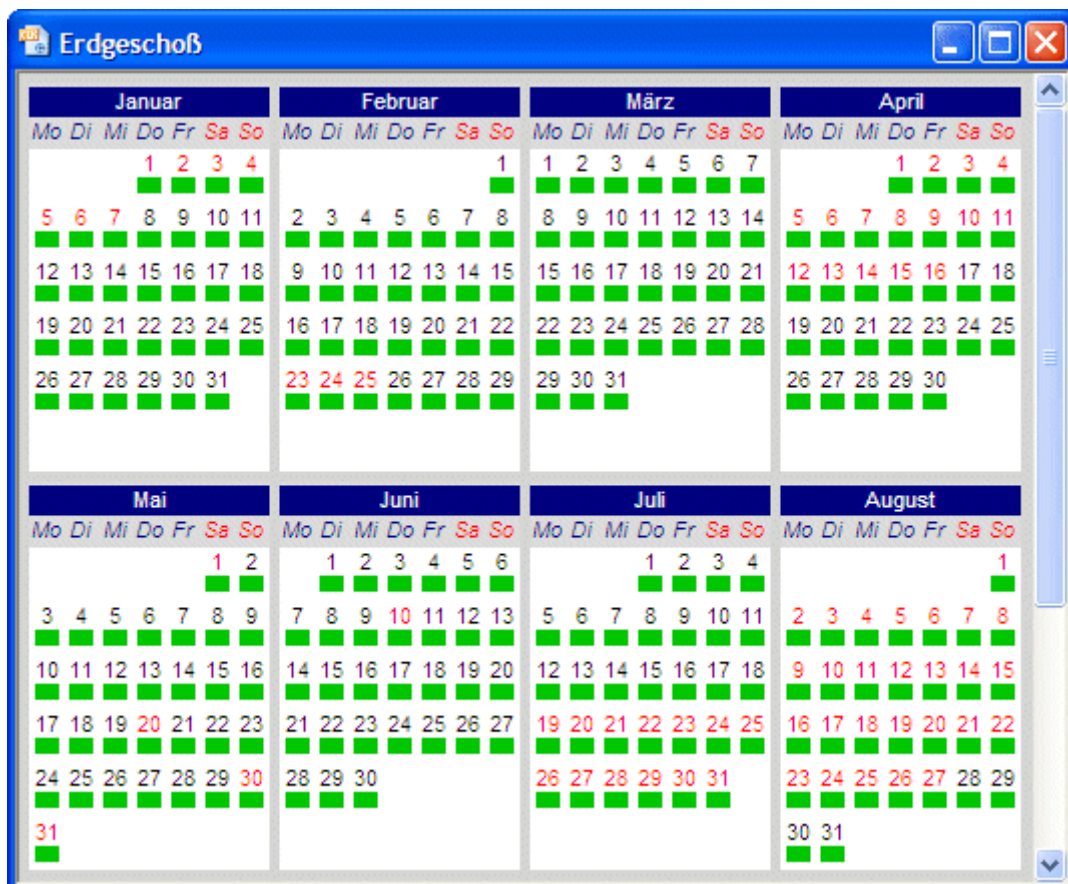 Erdgeschoß
Januar Februar März April
Mo Di Mi Do Fr Sa So Mo Di Mi Do Fr Sa So Mo Di Mi Do Fr Sa So Mo Di Mi Do Fr Sa So
1 2 3 4 1 1 2 3 4 5 6 7 1 2 3 4
5 6 7 8 9 10 11 2 3 4 5 6 7 8 8 9 10 11 12 13 14 5 6 7 8 9 10 11
12 13 14 15 16 17 18 9 10 11 12 13 14 15 15 16 17 18 19 20 21 12 13 14 15 16 17 18
19 20 21 22 23 24 25 16 17 18 19 20 21 22 22 23 24 25 26 27 28 19 20 21 22 23 24 25
26 27 28 29 30 31 23 24 25 26 27 28 29 29 30 31 26 27 28 29 30
Mai Juni Juli August
Mo Di Mi Do Fr Sa So Mo Di Mi Do Fr Sa So Mo Di Mi Do Fr Sa So Mo Di Mi Do Fr Sa So
1 2 1 2 3 4 5 6 1 2 3 4 1
3 4 5 6 7 8 9 7 8 9 10 11 12 13 5 6 7 8 9 10 11 2 3 4 5 6 7 8
10 11 12 13 14 15 16 14 15 16 17 18 19 20 12 13 14 15 16 17 18 9 10 11 12 13 14 15
17 18 19 20 21 22 23 21 22 23 24 25 26 27 19 20 21 22 23 24 25 16 17 18 19 20 21 22
24 25 26 27 28 29 30 28 29 30 26 27 28 29 30 31 23 24 25 26 27 28 29
31 30 31